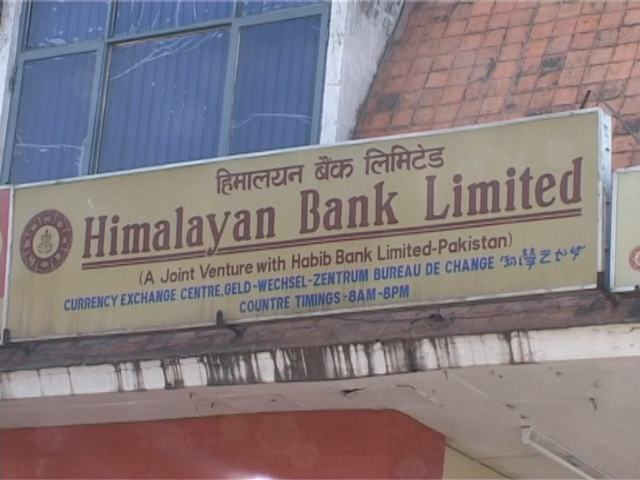 हिमालयन बैंक लिमिटेड
Himalayan Bank Limited
(A Joint Venture with Habib Bank Limited-Pakistan)
CURRENCY EXCHANGE CENTRE,GELD-WECHSEL-ZENTRUM BUREAU DE CHANGE
COUNTRE TIMINGS-8AM-8PM